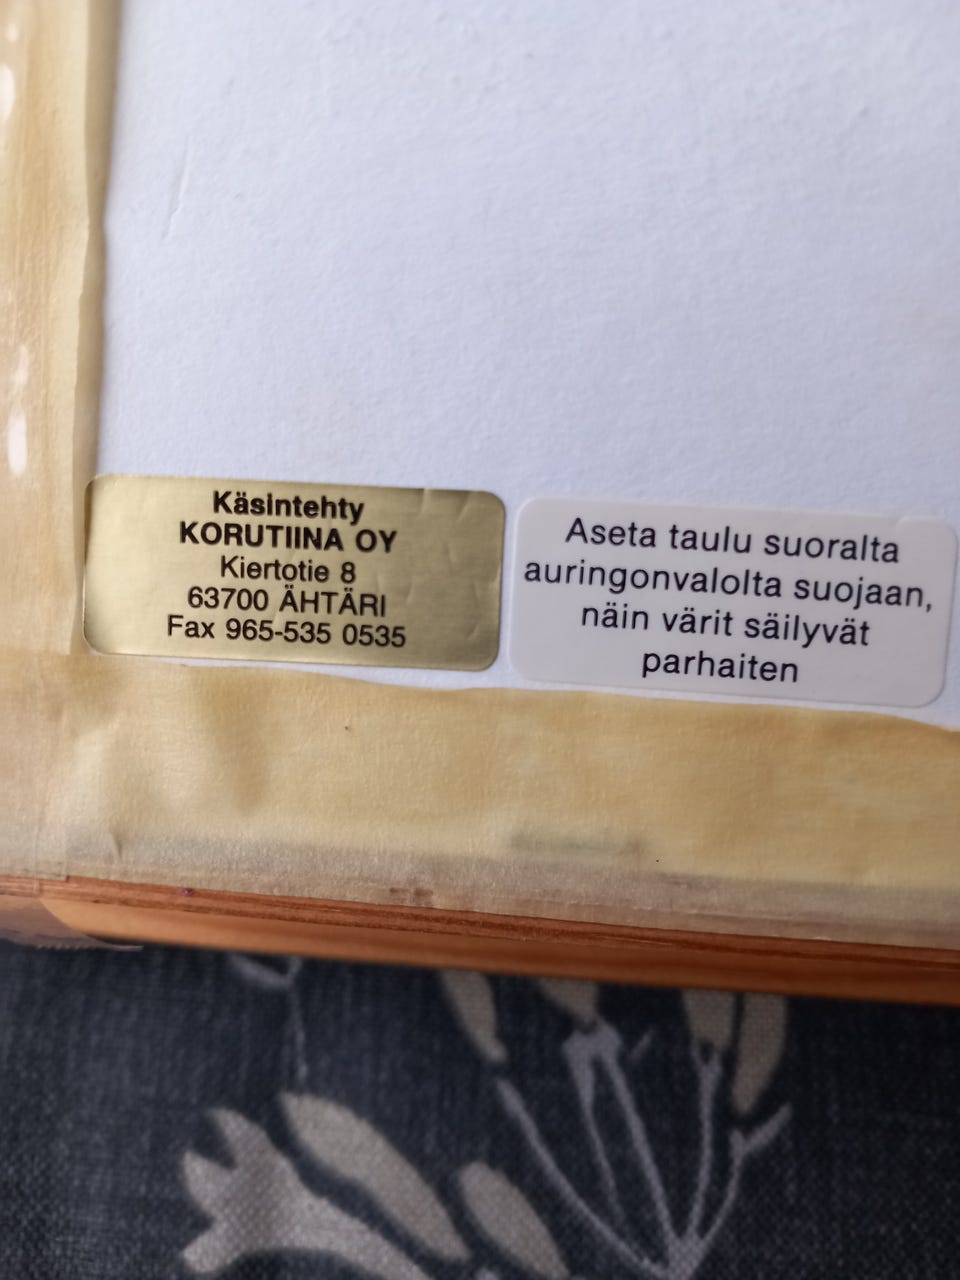 Käsintehty
KORUTIINA OY
Kiertotie 8
63700 ÄHTÄRI
Fax 965-535 0535
Aseta taulu suoralta
auringonvalolta suojaan,
näin värit säilyvät
parhaiten